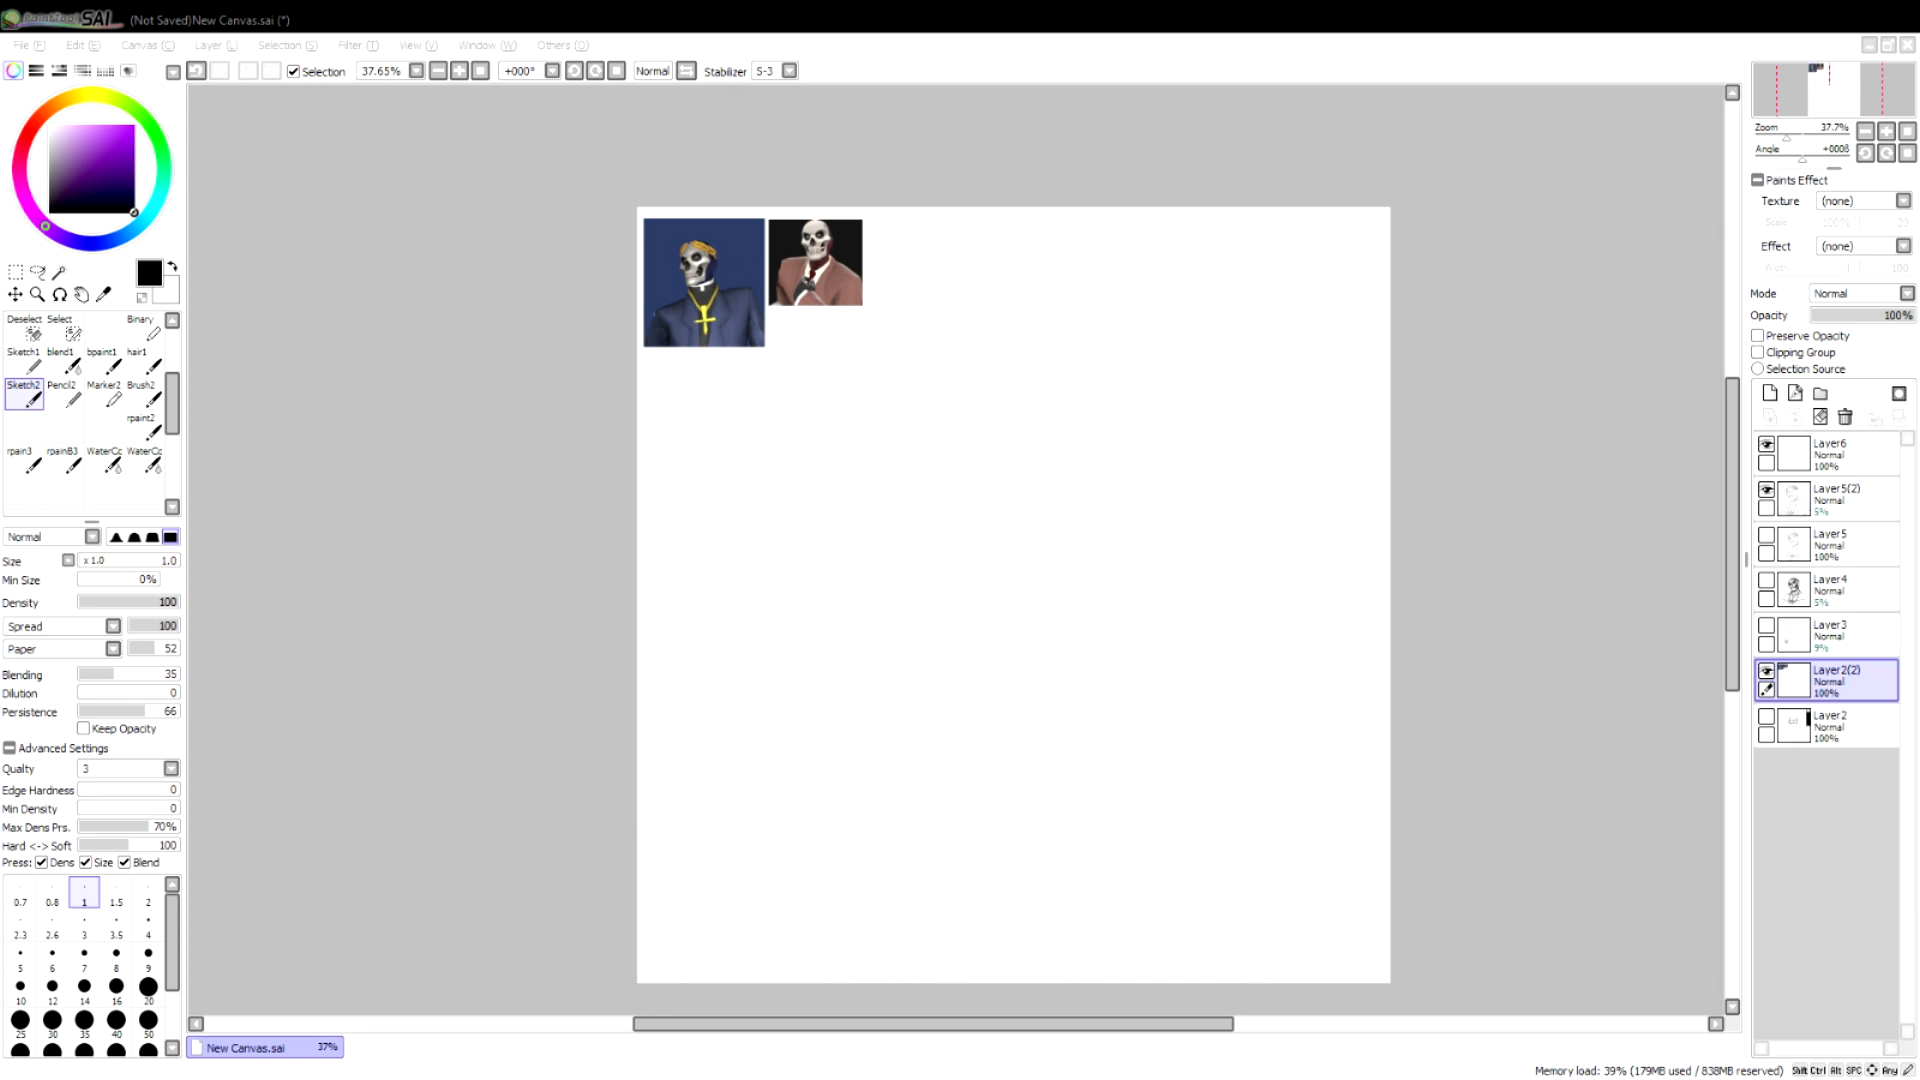 PaintTool SAI (Not Saved)New Canvas.sai (*)
File (F) Edit (E) Canvas (C) Layer (L) Selection (S) Filter (T) View (V) Window (W) Others (O)
Selection 37.65% +000° Normal Stabilizer S-3
Zoom 37.7%
Angle +000ß
Paints Effect
Texture (none)
Scale 100% 20
Effect (none)
Width 1 100
Mode Normal
Opacity 100%
Preserve Opacity
Clipping Group
Selection Source
Deselect Select Binary
Sketch1 blend1 bpaint1 hair1
Sketch2 Pencil2 Marker2 Brush2
rpaint2
rpain3 rpainB3 WaterCc WaterCc
Normal
Size x 1.0 1.0
Min Size 0%
Density 100
Spread 100
Paper 52
Blending 35
Dilution 0
Persistence 66
Keep Opacity
Advanced Settings
Qualty 3
Edge Hardness 0
Min Density 0
Max Dens Prs. 70%
Hard <-> Soft 100
Press: Dens Size Blend
0.7 0.8 1 1.5 2
2.3 2.6 3 3.5 4
5 6 7 8 9
10 12 14 16 20
25 30 35 40 50
Layer6
Normal
100%
Layer5(2)
Normal
5%
Layer5
Normal
100%
Layer4
Normal
5%
Layer3
Normal
9%
Layer2(2)
Normal
100%
Layer2
Normal
100%
New Canvas.sai 37%
Memory load: 39% (179MB used / 838MB reserved) Shift Ctrl Alt SPC Any